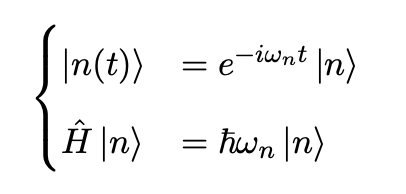 |n(t)⟩ = e^{-iω_n t} |n⟩
Ĥ |n⟩ = ħω_n |n⟩